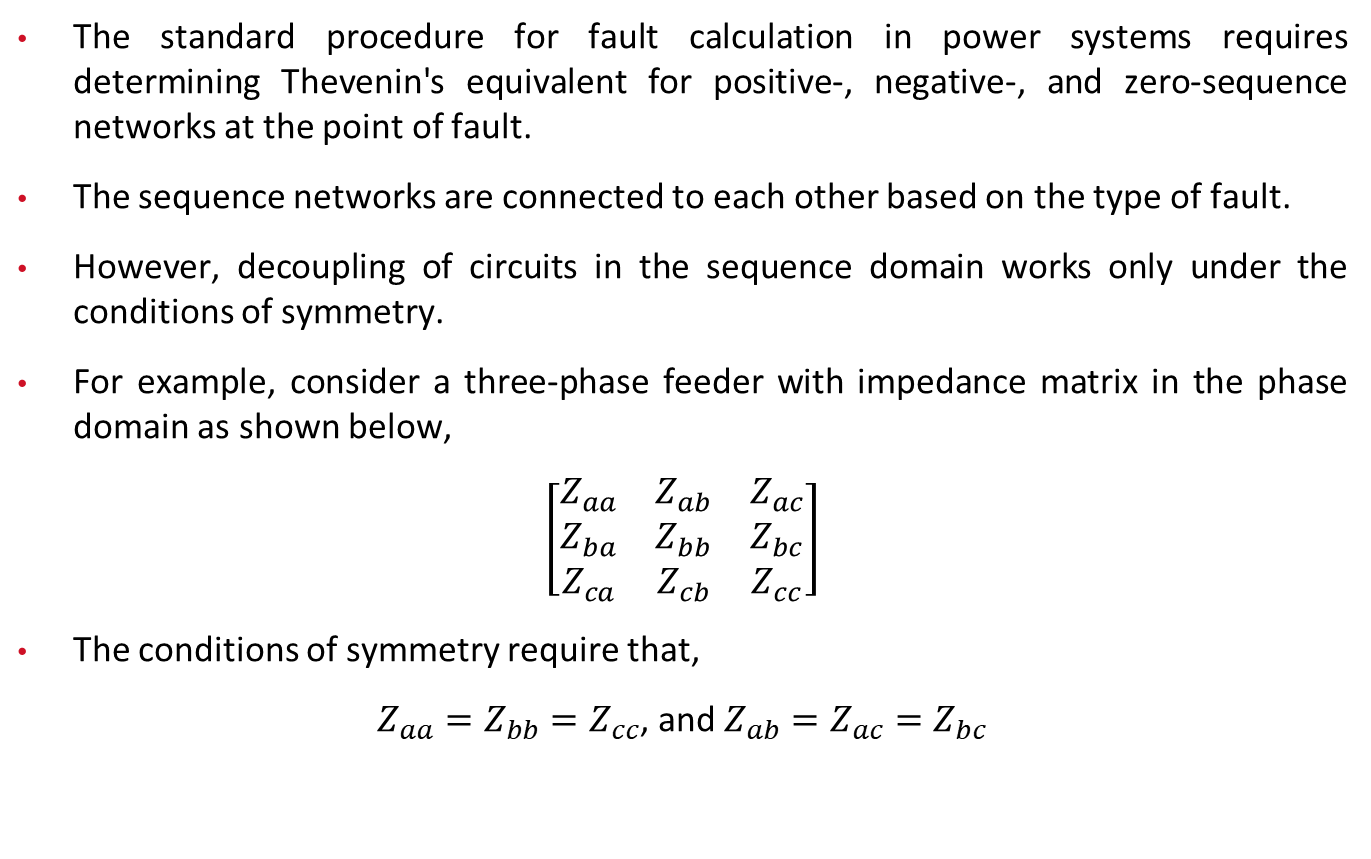 • The standard procedure for fault calculation in power systems requires
determining Thevenin's equivalent for positive-, negative-, and zero-sequence
networks at the point of fault.
• The sequence networks are connected to each other based on the type of fault.
• However, decoupling of circuits in the sequence domain works only under the
conditions of symmetry.
• For example, consider a three-phase feeder with impedance matrix in the phase
domain as shown below,
[Z_aa Z_ab Z_ac
Z_ba Z_bb Z_bc
Z_ca Z_cb Z_cc]
• The conditions of symmetry require that,
Z_aa = Z_bb = Z_cc, and Z_ab = Z_ac = Z_bc